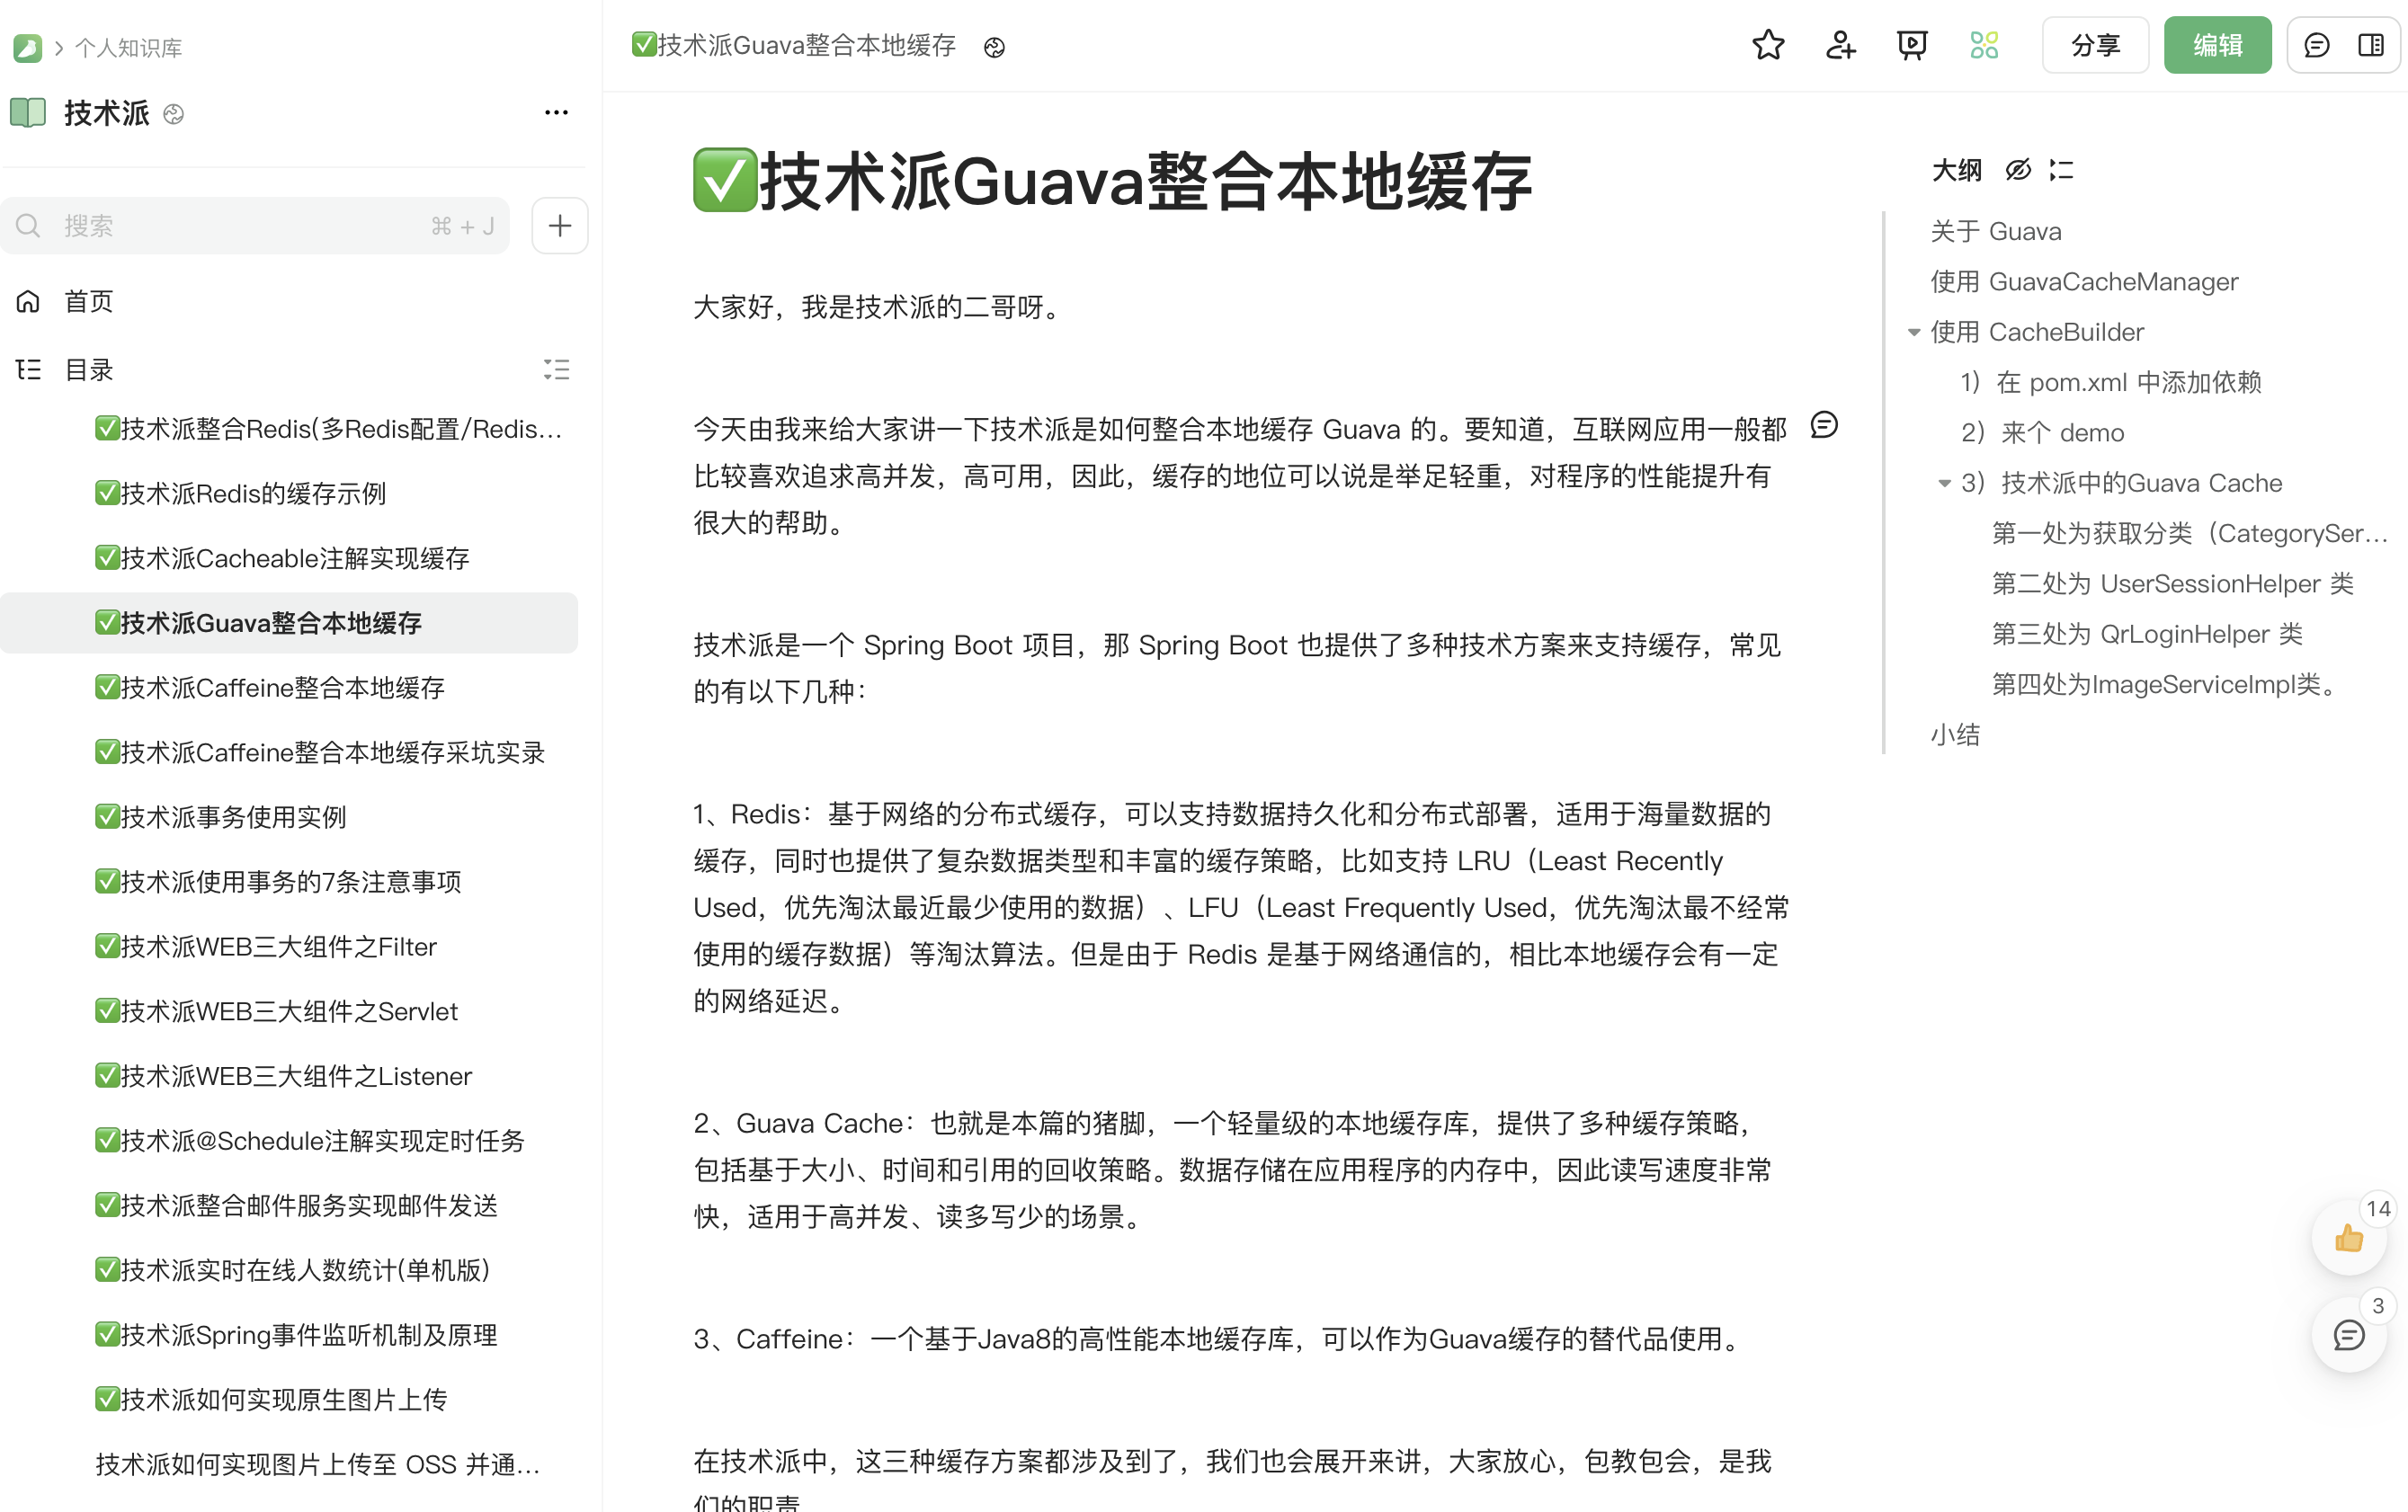 个人知识库
技术派
搜索
⌘ + J
首页
目录
✅技术派整合Redis(多Redis配置/Redis...
✅技术派Redis的缓存示例
✅技术派Cacheable注解实现缓存
✅技术派Guava整合本地缓存
✅技术派Caffeine整合本地缓存
✅技术派Caffeine整合本地缓存采坑实录
✅技术派事务使用实例
✅技术派使用事务的7条注意事项
✅技术派WEB三大组件之Filter
✅技术派WEB三大组件之Servlet
✅技术派WEB三大组件之Listener
✅技术派@Schedule注解实现定时任务
✅技术派整合邮件服务实现邮件发送
✅技术派实时在线人数统计(单机版)
✅技术派Spring事件监听机制及原理
✅技术派如何实现原生图片上传
技术派如何实现图片上传至 OSS 并通...
✅技术派Guava整合本地缓存
分享
编辑
✅技术派Guava整合本地缓存
大家好，我是技术派的二哥呀。
今天由我来给大家讲一下技术派是如何整合本地缓存 Guava 的。要知道，互联网应用一般都
比较喜欢追求高并发，高可用，因此，缓存的地位可以说是举足轻重，对程序的性能提升有
很大的帮助。
技术派是一个 Spring Boot 项目，那 Spring Boot 也提供了多种技术方案来支持缓存，常见
的有以下几种：
1、Redis：基于网络的分布式缓存，可以支持数据持久化和分布式部署，适用于海量数据的
缓存，同时也提供了复杂数据类型和丰富的缓存策略，比如支持 LRU（Least Recently
Used，优先淘汰最近最少使用的数据）、LFU（Least Frequently Used，优先淘汰最不经常
使用的缓存数据）等淘汰算法。但是由于 Redis 是基于网络通信的，相比本地缓存会有一定
的网络延迟。
2、Guava Cache：也就是本篇的猪脚，一个轻量级的本地缓存库，提供了多种缓存策略，
包括基于大小、时间和引用的回收策略。数据存储在应用程序的内存中，因此读写速度非常
快，适用于高并发、读多写少的场景。
3、Caffeine：一个基于Java8的高性能本地缓存库，可以作为Guava缓存的替代品使用。
在技术派中，这三种缓存方案都涉及到了，我们也会展开来讲，大家放心，包教包会，是我
们的职责
大纲
关于 Guava
使用 GuavaCacheManager
使用 CacheBuilder
1）在 pom.xml 中添加依赖
2）来个 demo
3）技术派中的Guava Cache
第一处为获取分类（CategorySer...
第二处为 UserSessionHelper 类
第三处为 QrLoginHelper 类
第四处为ImageServiceImpl类。
小结
14
3